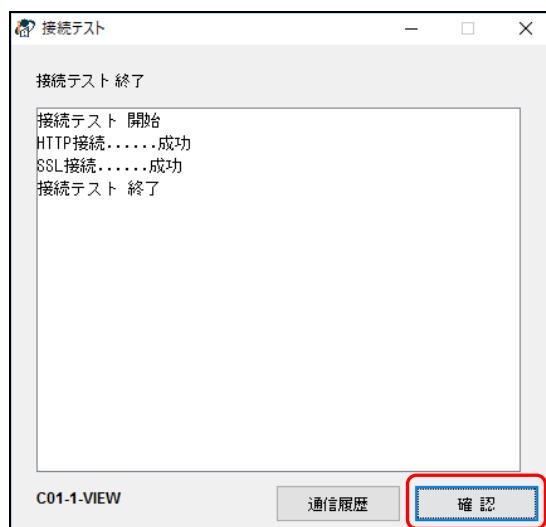 接続テスト
接続テスト 終了
接続テスト 開始
HTTP接続......成功
SSL接続......成功
接続テスト 終了
C01-1-VIEW
通信履歴
確 認